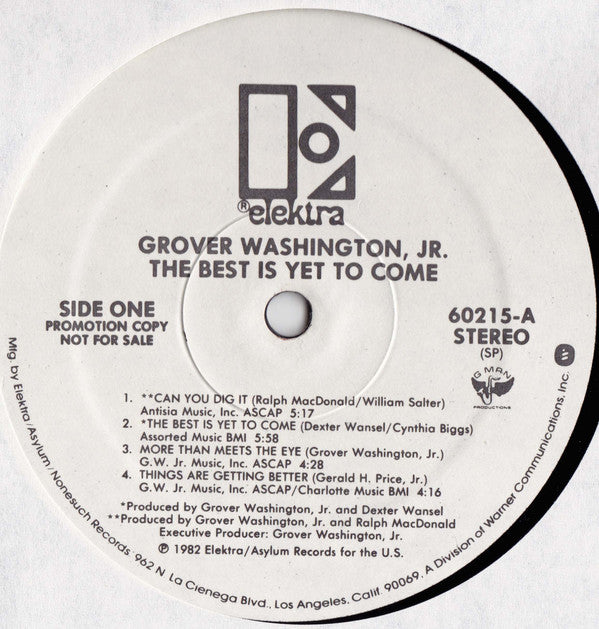 ® elektra
GROVER WASHINGTON, JR.
THE BEST IS YET TO COME
SIDE ONE
PROMOTION COPY
NOT FOR SALE
60215-A
STEREO
(SP)
G MAN
PRODUCTIONS
1. **CAN YOU DIG IT (Ralph MacDonald/William Salter)
Antisia Music, Inc. ASCAP 5:17
2. *THE BEST IS YET TO COME (Dexter Wansel/Cynthia Biggs)
Assorted Music BMI 5:58
3. MORE THAN MEETS THE EYE (Grover Washington, Jr.)
G.W. Jr. Music, Inc. ASCAP 4:28
4. THINGS ARE GETTING BETTER (Gerald H. Price, Jr.)
G.W. Jr. Music, Inc. ASCAP/Charlotte Music BMI 4:16
*Produced by Grover Washington, Jr. and Dexter Wansel
**Produced by Grover Washington, Jr. and Ralph MacDonald
Executive Producer: Grover Washington, Jr.
℗ 1982 Elektra/Asylum Records for the U.S.
Mfg. by Elektra/Asylum/Nonesuch Records, 962 N. La Cienega Blvd., Los Angeles, Calif. 90069. A Division of Warner Communications, Inc.